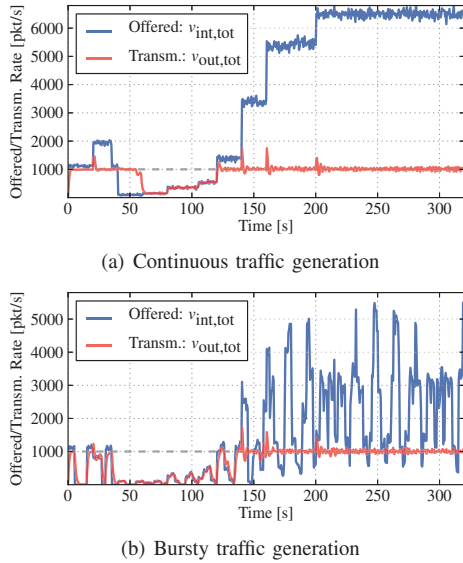 Offered/Transm. Rate [pkt/s]
6000
5000
4000
3000
2000
1000
0
Offered: v_int,tot
Transm.: v_out,tot
0 50 100 150 200 250 300
Time [s]
(a) Continuous traffic generation
Offered/Transm. Rate [pkt/s]
5000
4000
3000
2000
1000
Offered: v_int,tot
Transm.: v_out,tot
0 50 100 150 200 250 300
Time [s]
(b) Bursty traffic generation